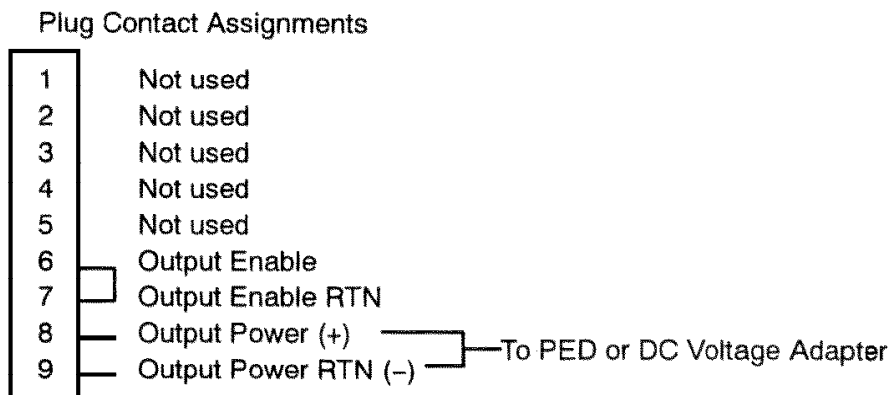 Plug Contact Assignments
1 Not used
2 Not used
3 Not used
4 Not used
5 Not used
6 Output Enable
7 Output Enable RTN
8 Output Power (+)
To PED or DC Voltage Adapter
9 Output Power RTN (–)